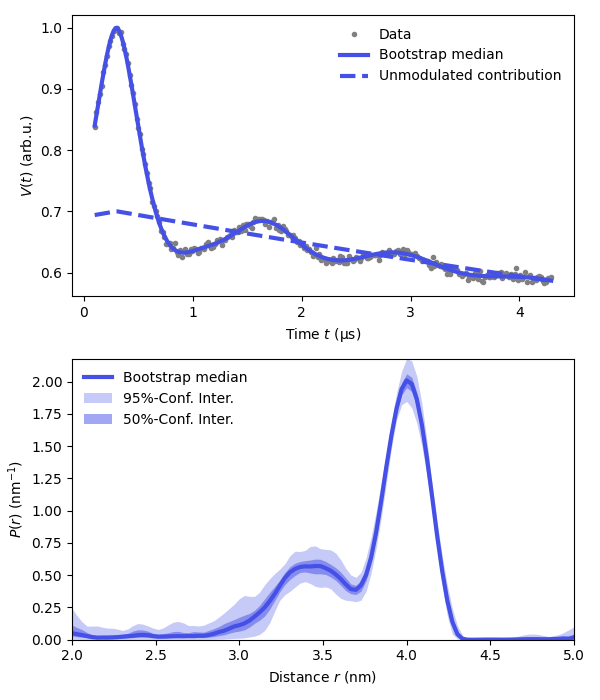 1.0
0.9
0.8
0.7
0.6
V(t) (arb.u.)
Data
Bootstrap median
Unmodulated contribution
0 1 2 3 4
Time t (μs)
2.00
1.75
1.50
1.25
1.00
0.75
0.50
0.25
0.00
P(r) (nm⁻¹)
Bootstrap median
95%-Conf. Inter.
50%-Conf. Inter.
2.0 2.5 3.0 3.5 4.0 4.5 5.0
Distance r (nm)